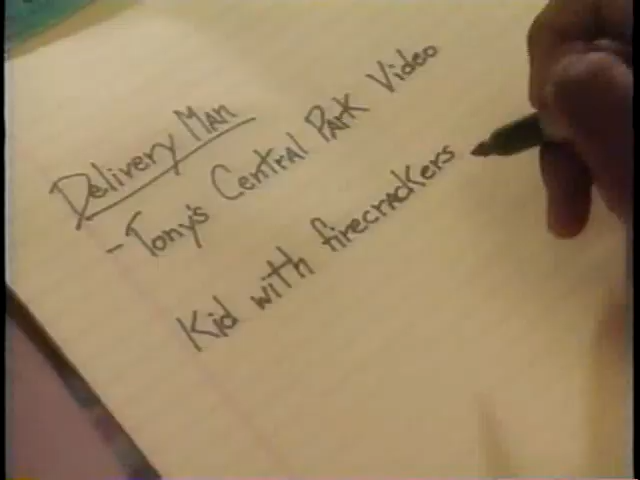 Delivery Man
- Tony's Central Park Video
Kid with firecrackers